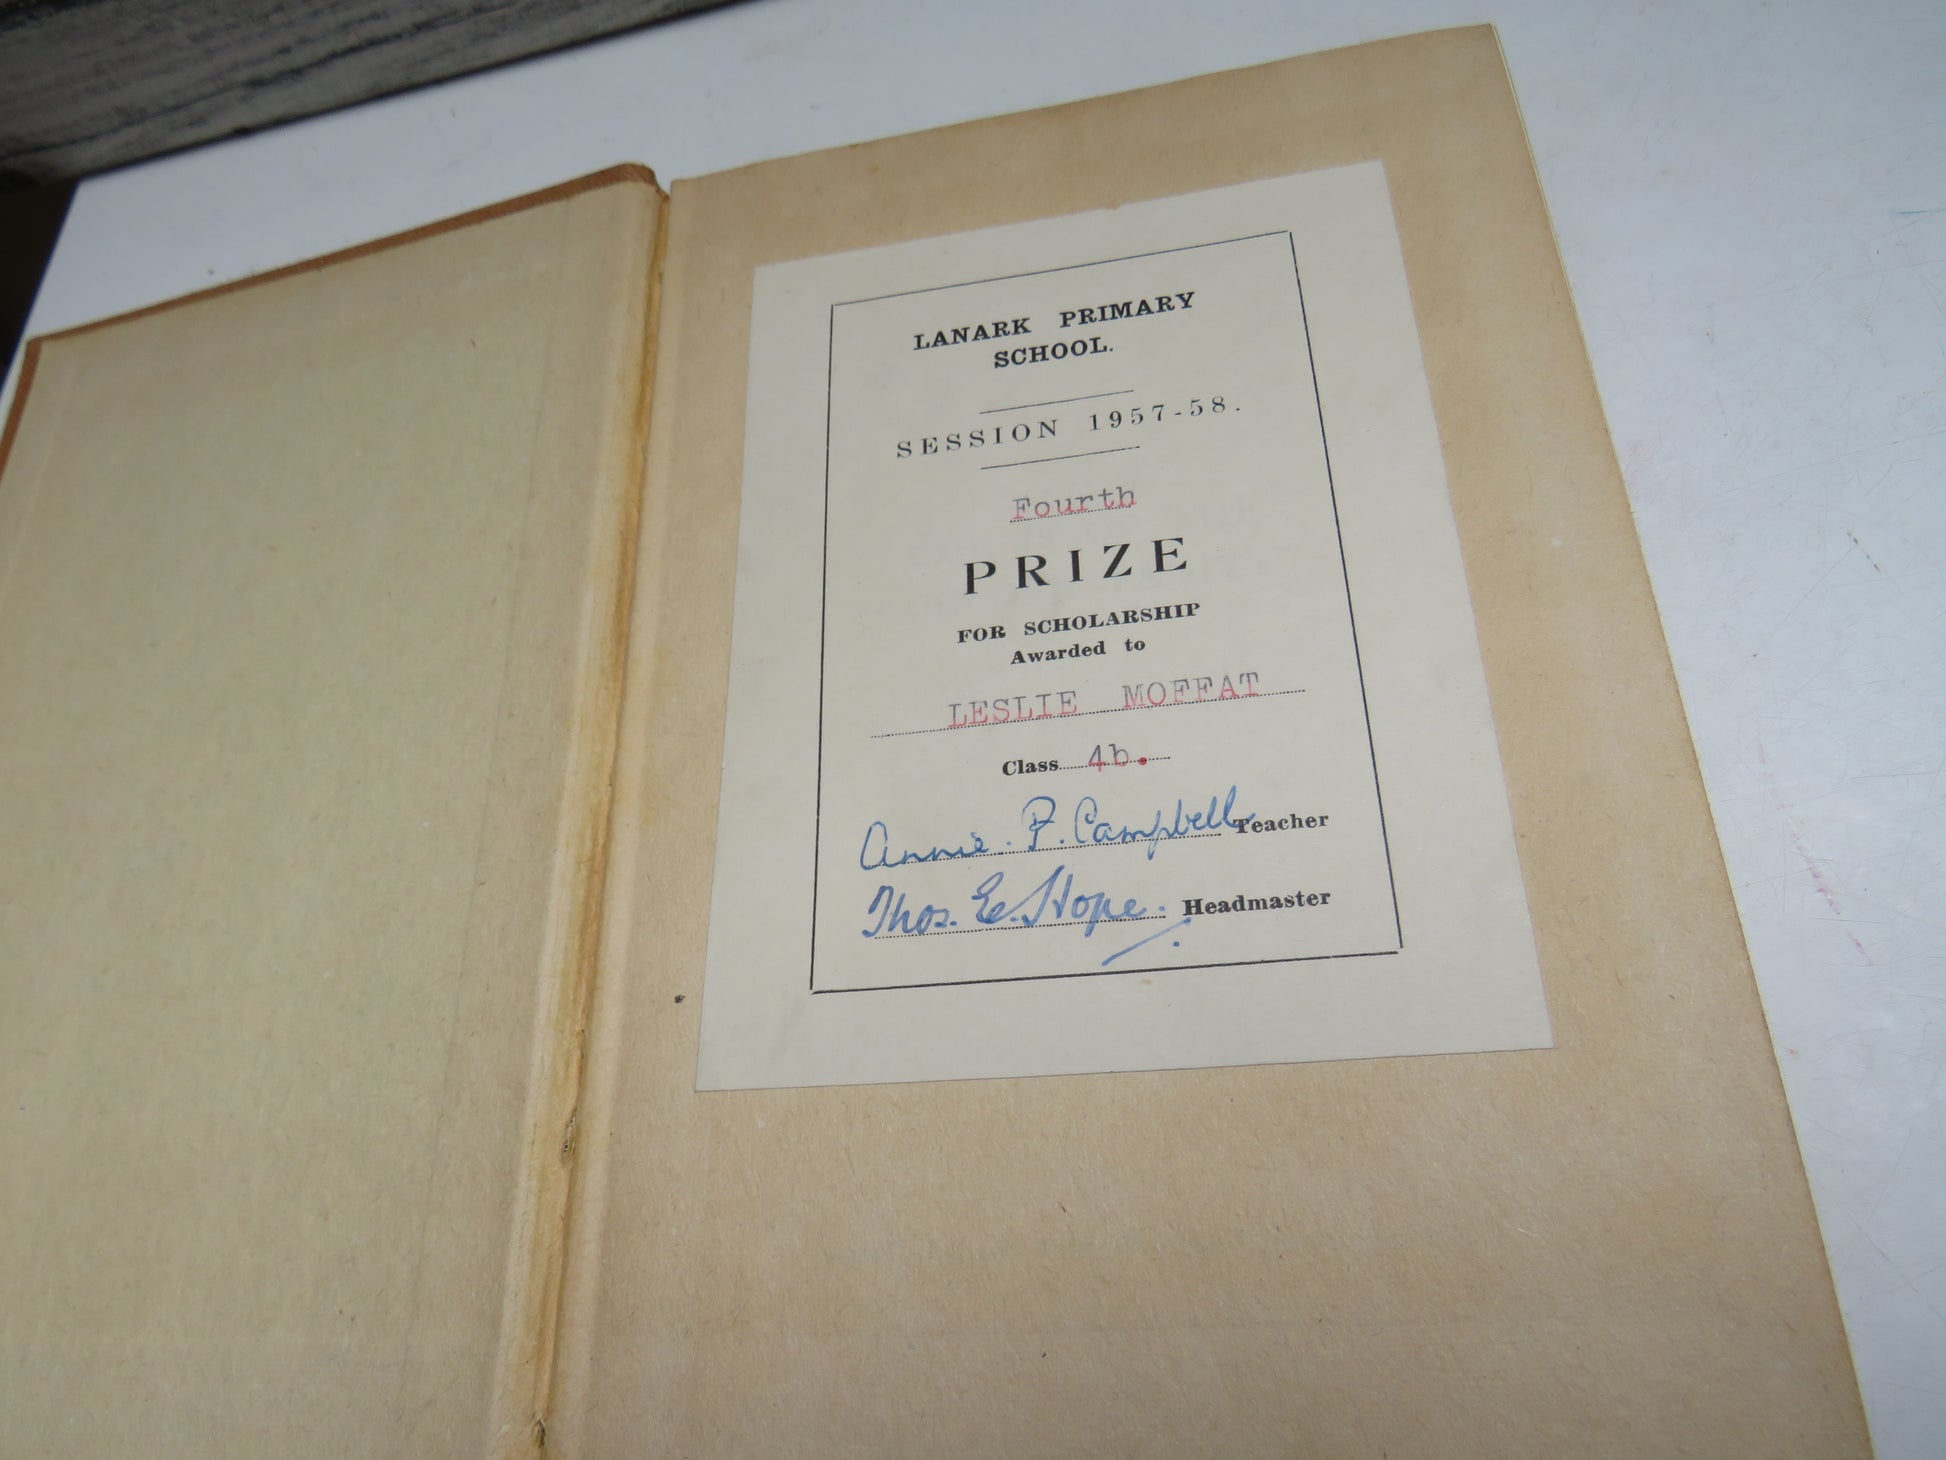 LANARK PRIMARY
SCHOOL.
SESSION 1957-58.
Fourth
PRIZE
FOR SCHOLARSHIP
Awarded to
LESLIE MOFFAT
Class 4b.
Annie. P. Campbell Teacher
Thos. E. Hope. Headmaster